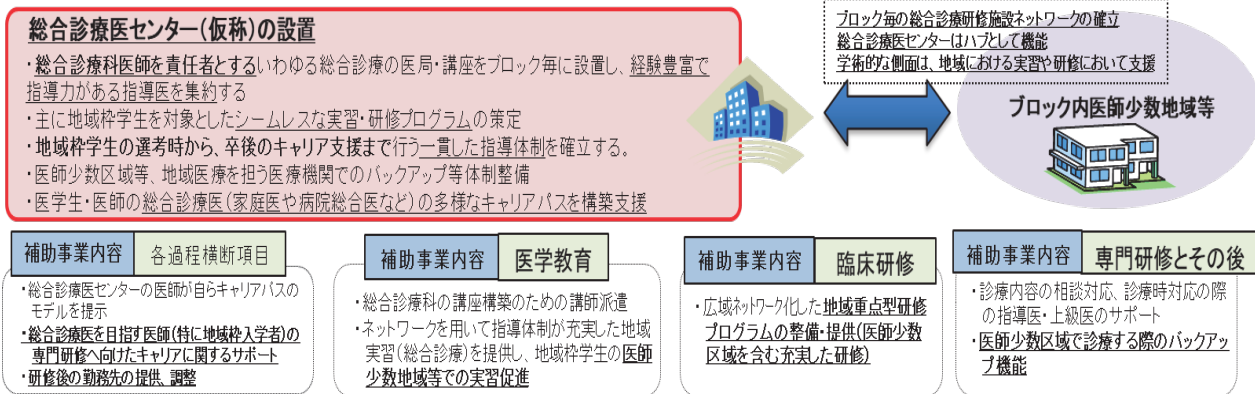 総合診療医センター(仮称)の設置
・総合診療科医師を責任者とするいわゆる総合診療の医局・講座をブロック毎に設置し、経験豊富で
指導力がある指導医を集約する
・主に地域枠学生を対象としたシームレスな実習・研修プログラムの策定
・地域枠学生の選考時から、卒後のキャリア支援まで行う一貫した指導体制を確立する。
・医師少数区域等、地域医療を担う医療機関でのバックアップ等体制整備
・医学生・医師の総合診療医(家庭医や病院総合医など)の多様なキャリアパスを構築支援
ブロック毎の総合診療研修施設ネットワークの確立
総合診療医センターはハブとして機能
学術的な側面は、地域における実習や研修において支援
ブロック内医師少数地域等
補助事業内容 各過程横断項目
・総合診療医センターの医師が自らキャリアパスの
モデルを提示
・総合診療医を目指す医師(特に地域枠入学者)の
専門研修へ向けたキャリアに関するサポート
・研修後の勤務先の提供、調整
補助事業内容 医学教育
・総合診療科の講座構築のための講師派遣
・ネットワークを用いて指導体制が充実した地域
実習(総合診療)を提供し、地域枠学生の医師
少数地域等での実習促進
補助事業内容 臨床研修
・広域ネットワーク化した地域重点型研修
プログラムの整備・提供(医師少数
区域を含む充実した研修)
補助事業内容 専門研修とその後
・診療内容の相談対応、診療時対応の際
の指導医・上級医のサポート
・医師少数区域で診療する際のバックアッ
プ機能